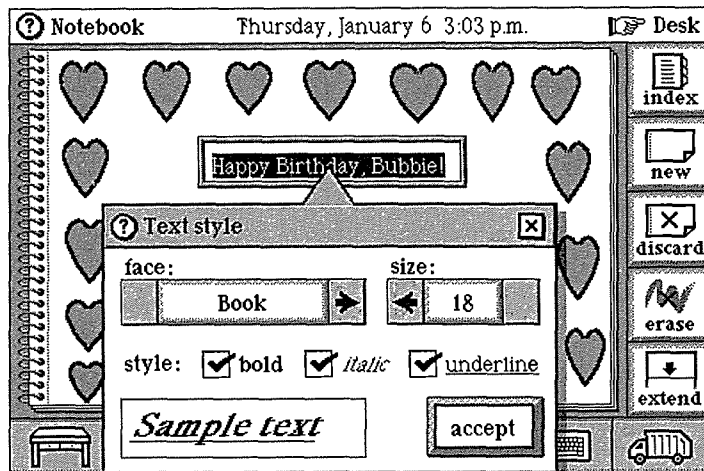 Notebook Thursday, January 6 3:03 p.m. Desk
index
Happy Birthday, Bubbie!
new
Text style
discard
face: size:
Book 18
erase
style: bold italic underline
extend
Sample text accept